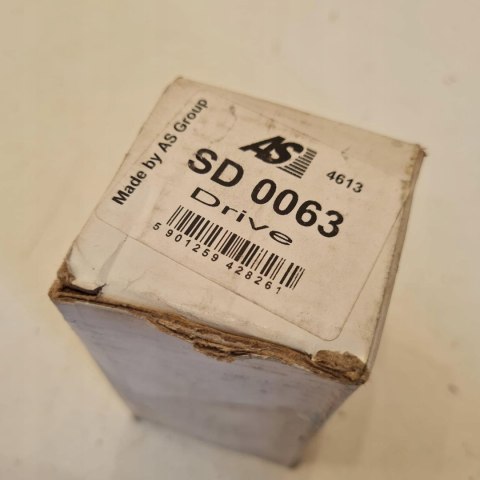 Made by AS Group
AS
4613
SD 0063
Drive
5 901259 428261